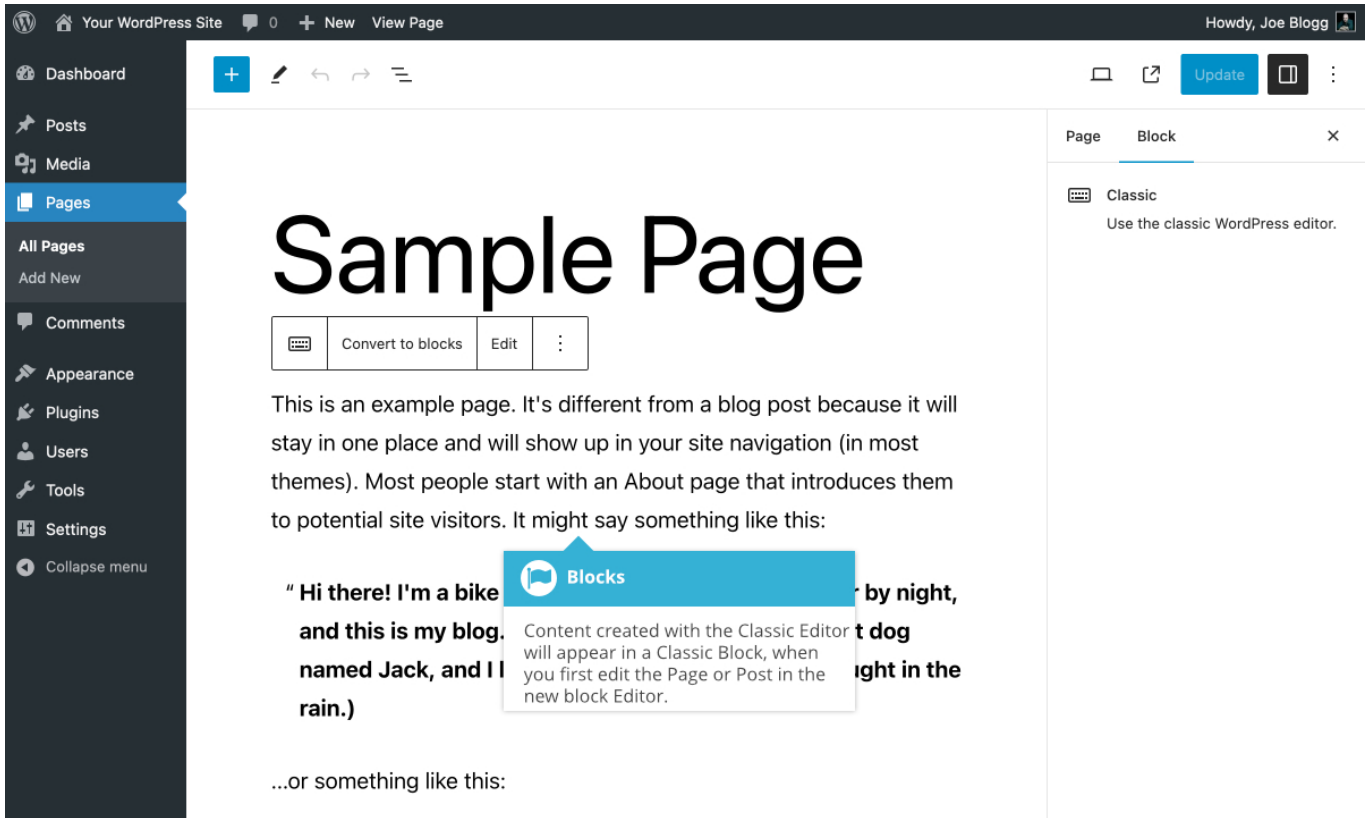 Your WordPress Site 0 New View Page Howdy, Joe Blogg
Dashboard
Posts
Media
Pages
All Pages
Add New
Comments
Appearance
Plugins
Users
Tools
Settings
Collapse menu
Update
Page Block
Classic
Use the classic WordPress editor.
Sample Page
Convert to blocks Edit
This is an example page. It's different from a blog post because it will
stay in one place and will show up in your site navigation (in most
themes). Most people start with an About page that introduces them
to potential site visitors. It might say something like this:
“ Hi there! I'm a bike by night,
and this is my blog. dog
named Jack, and I in the
rain.)
Blocks
Content created with the Classic Editor
will appear in a Classic Block, when
you first edit the Page or Post in the
new block Editor.
...or something like this: